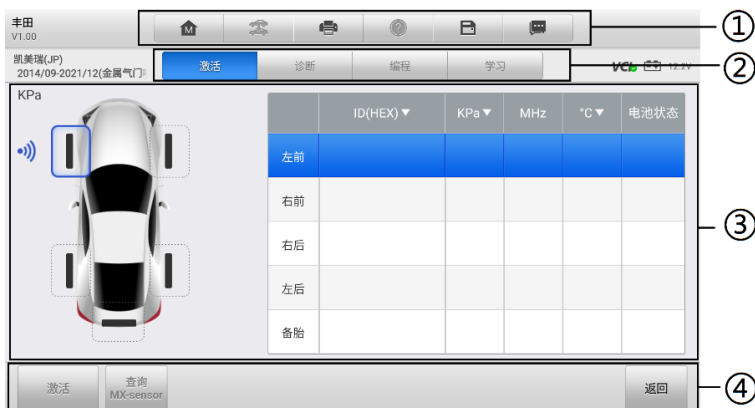 丰田
V1.00
M
①
凯美瑞(JP)
2014/09-2021/12(金属气门
激活 诊断 编程 学习
VCI 12.2V
②
KPa
ID(HEX)▼ KPa▼ MHz °C▼ 电池状态
左前
右前
右后
左后
备胎
③
激活
查询
MX-sensor
返回
④